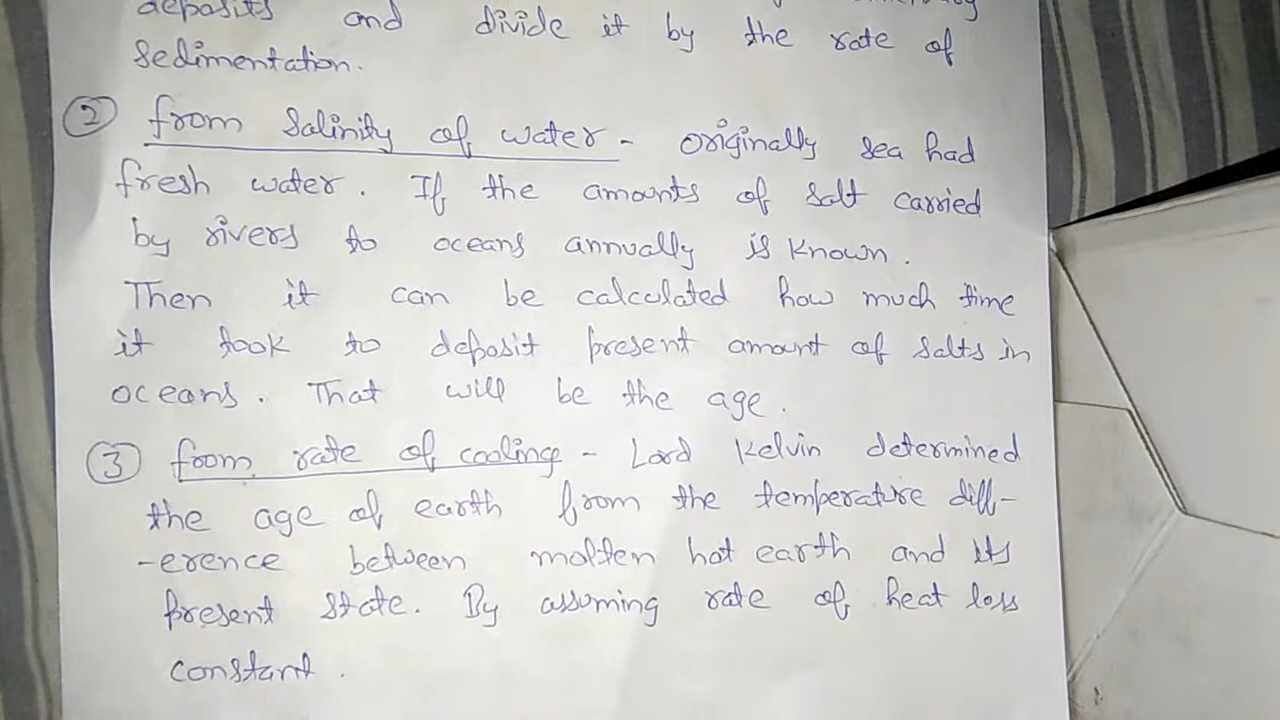 deposits and divide it by the rate of
Sedimentation.
② from Salinity of water - Originally sea had
fresh water. If the amounts of salt carried
by rivers to oceans annually is known.
Then it can be calculated how much time
it took to deposit present amount of salts in
oceans. That will be the age.
③ from rate of cooling - Lord Kelvin determined
the age of earth from the temperature diff-
-erence between molten hot earth and its
present state. By assuming rate of heat loss
constant.